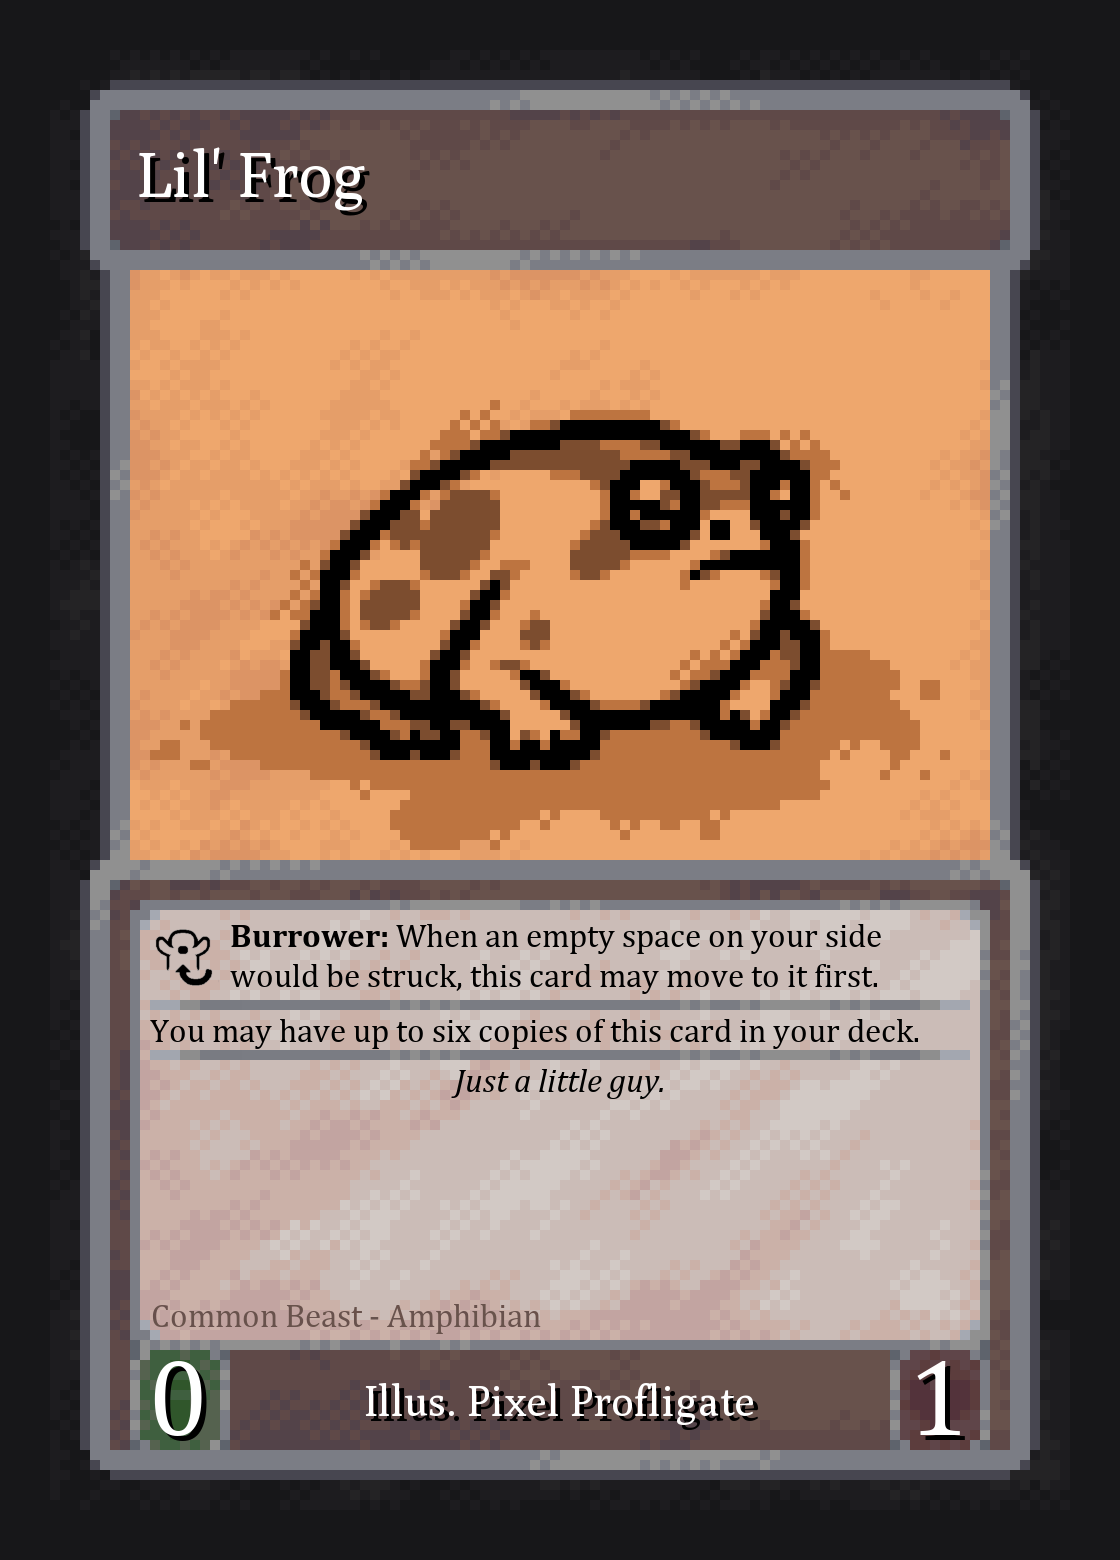 Lil' Frog
Burrower: When an empty space on your side
would be struck, this card may move to it first.
You may have up to six copies of this card in your deck.
Just a little guy.
Common Beast - Amphibian
0
Illus. Pixel Profligate
1